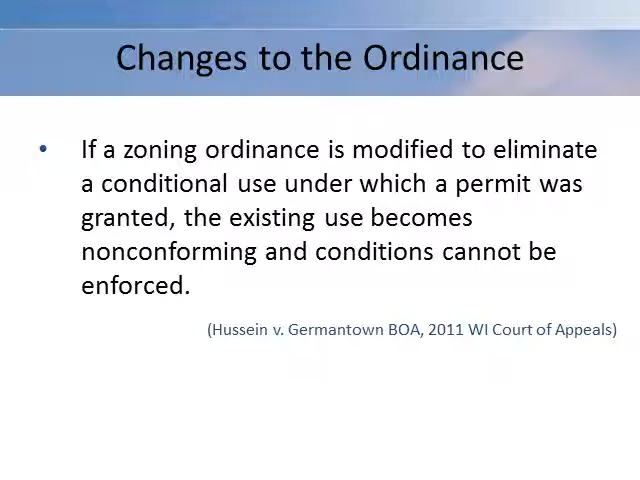 Changes to the Ordinance
• If a zoning ordinance is modified to eliminate
a conditional use under which a permit was
granted, the existing use becomes
nonconforming and conditions cannot be
enforced.
(Hussein v. Germantown BOA, 2011 WI Court of Appeals)